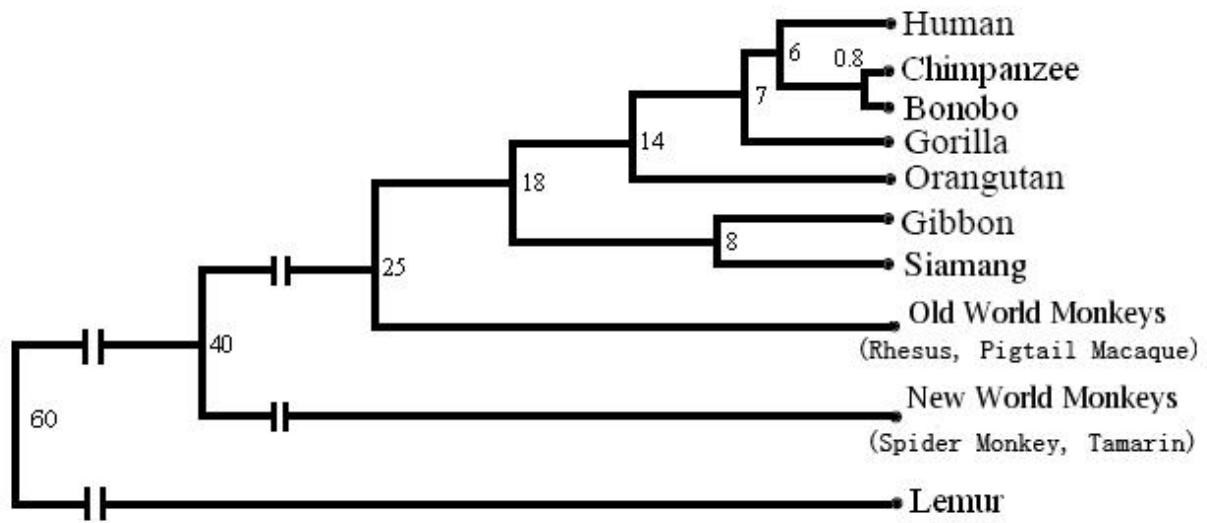 Human
6
0.8
Chimpanzee
7
Bonobo
14
Gorilla
18
Orangutan
Gibbon
8
25
Siamang
Old World Monkeys
40
(Rhesus, Pigtail Macaque)
New World Monkeys
60
(Spider Monkey, Tamarin)
Lemur